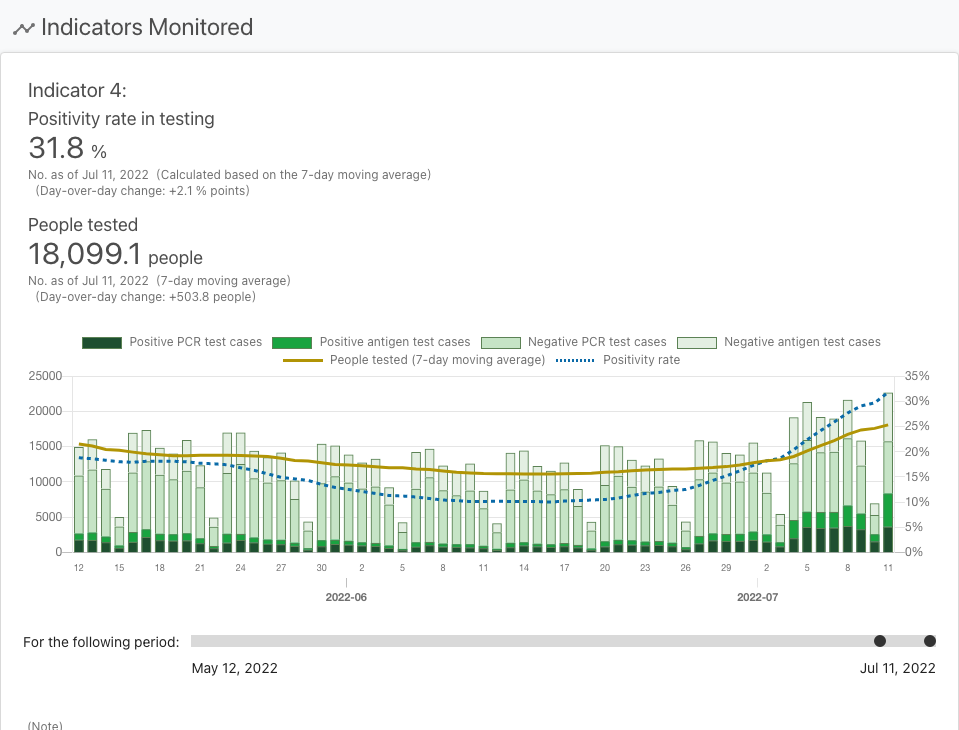 Indicators Monitored
Indicator 4:
Positivity rate in testing
31.8 %
No. as of Jul 11, 2022 (Calculated based on the 7-day moving average)
(Day-over-day change: +2.1 % points)
People tested
18,099.1 people
No. as of Jul 11, 2022 (7-day moving average)
(Day-over-day change: +503.8 people)
Positive PCR test cases Positive antigen test cases Negative PCR test cases Negative antigen test cases
People tested (7-day moving average) Positivity rate
25000 35%
30%
20000
25%
15000
20%
15%
10000
10%
5000
5%
0 0%
12 15 18 21 24 27 30 2 5 8 11 14 17 20 23 26 29 2 5 8 11
2022-06 2022-07
For the following period:
May 12, 2022 Jul 11, 2022
(Note)